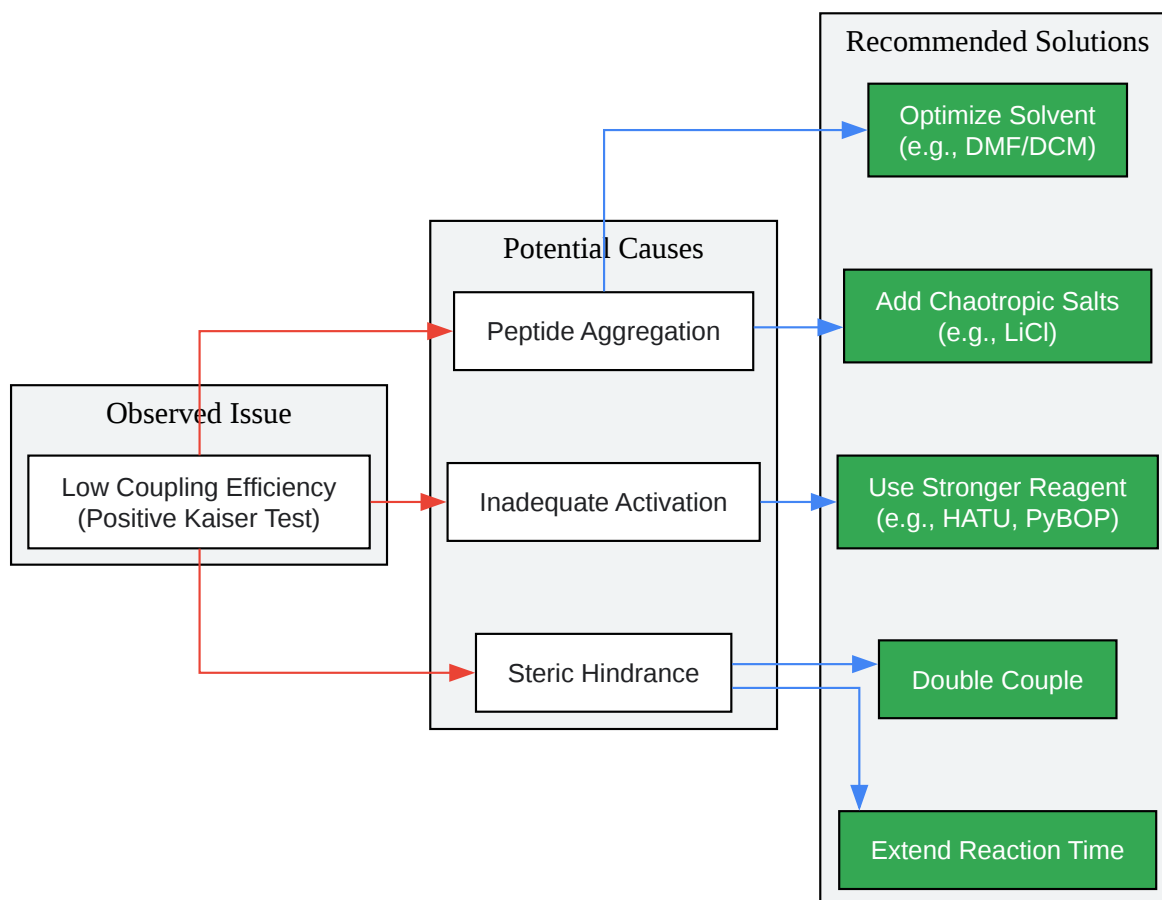 Observed Issue
Low Coupling Efficiency
(Positive Kaiser Test)
Potential Causes
Peptide Aggregation
Inadequate Activation
Steric Hindrance
Recommended Solutions
Optimize Solvent
(e.g., DMF/DCM)
Add Chaotropic Salts
(e.g., LiCl)
Use Stronger Reagent
(e.g., HATU, PyBOP)
Double Couple
Extend Reaction Time